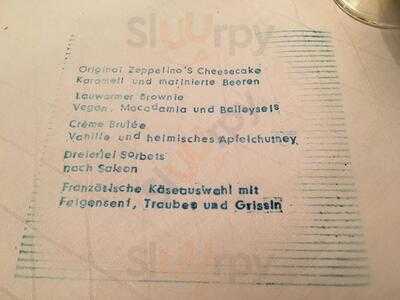 Original Zeppelino'S Cheesecake
Karamell und marinierte Beeren
Lauwarmer Brownie
Vegan, Macadamia und Baileyseis
Crème Brulée
Vanille und heimisches Apfelchutney
Dreierlei Sorbets
nach Saison
Französische Käseauswahl mit
Feigensenf, Trauben und Grissin